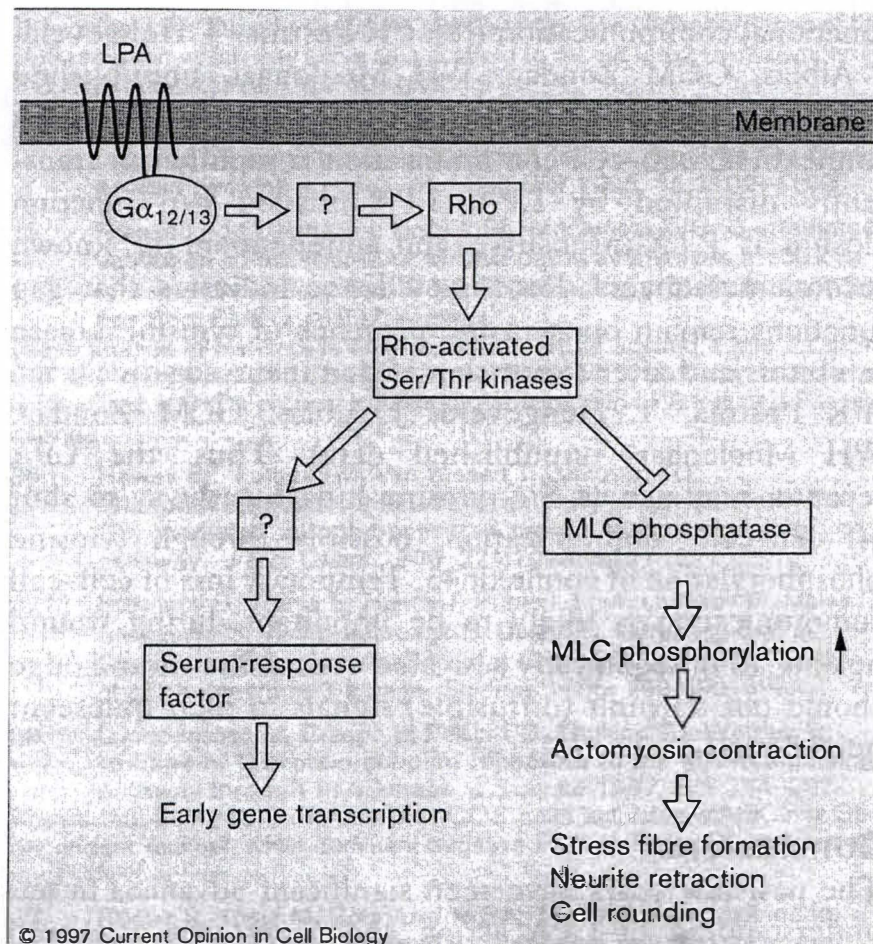 LPA
Membrane
Gα12/13
?
Rho
Rho-activated
Ser/Thr kinases
?
MLC phosphatase
Serum-response
factor
MLC phosphorylation
Early gene transcription
Actomyosin contraction
Stress fibre formation
Neurite retraction
Cell rounding
© 1997 Current Opinion in Cell Biology